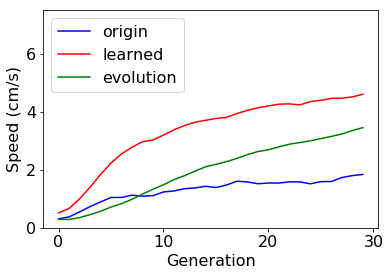 origin
learned
evolution
6
4
2
0
Speed (cm/s)
0 10 20 30
Generation